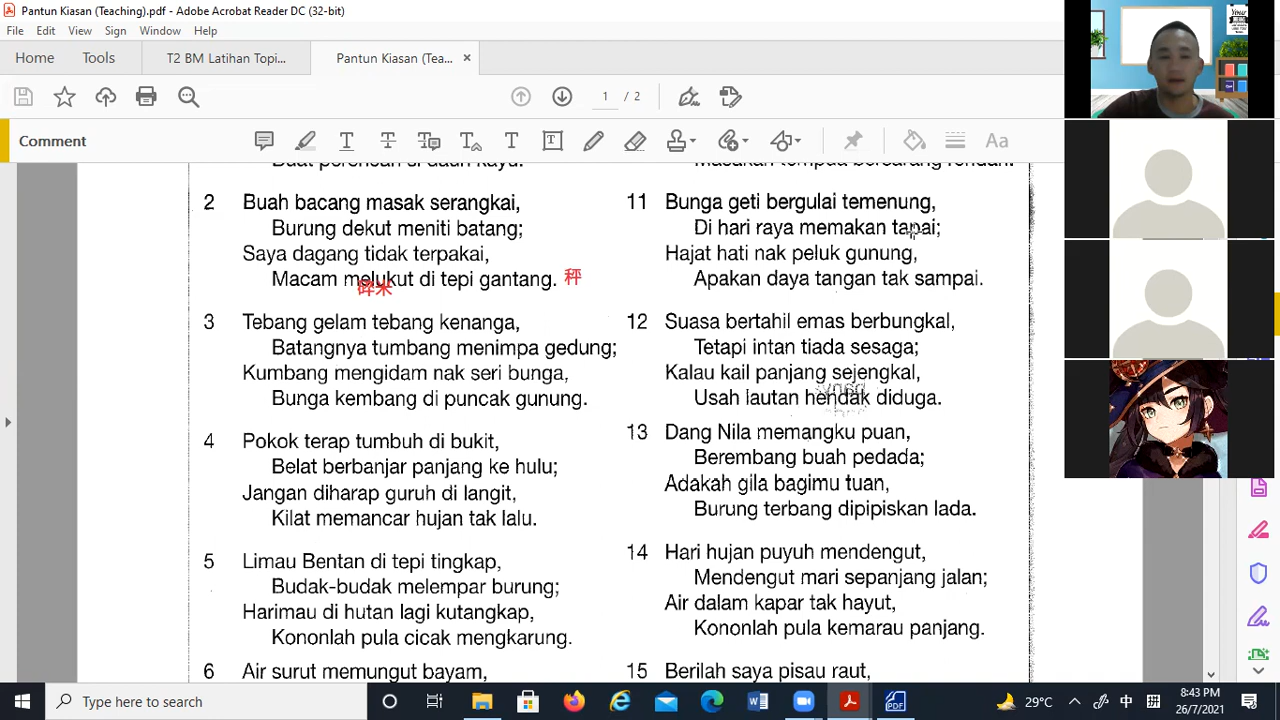 Pantun Kiasan (Teaching).pdf - Adobe Acrobat Reader DC (32-bit)
File Edit View Sign Window Help
Home Tools T2 BM Latihan Topi... Pantun Kiasan (Tea... ×
1 / 2
Comment
2 Buah bacang masak serangkai,
Burung dekut meniti batang;
Saya dagang tidak terpakai,
Macam melukut di tepi gantang. 秤
碎米
3 Tebang gelam tebang kenanga,
Batangnya tumbang menimpa gedung;
Kumbang mengidam nak seri bunga,
Bunga kembang di puncak gunung.
4 Pokok terap tumbuh di bukit,
Belat berbanjar panjang ke hulu;
Jangan diharap guruh di langit,
Kilat memancar hujan tak lalu.
5 Limau Bentan di tepi tingkap,
Budak-budak melempar burung;
Harimau di hutan lagi kutangkap,
Kononlah pula cicak mengkarung.
6 Air surut memungut bayam,
11 Bunga geti bergulai temenung,
Di hari raya memakan tapai;
Hajat hati nak peluk gunung,
Apakan daya tangan tak sampai.
12 Suasa bertahil emas berbungkal,
Tetapi intan tiada sesaga;
Kalau kail panjang sejengkal,
Usah lautan hendak diduga.
13 Dang Nila memangku puan,
Berembang buah pedada;
Adakah gila bagimu tuan,
Burung terbang dipipiskan lada.
14 Hari hujan puyuh mendengut,
Mendengut mari sepanjang jalan;
Air dalam kapar tak hayut,
Kononlah pula kemarau panjang.
15 Berilah saya pisau raut,
Type here to search
29°C 中 拼 8:43 PM
26/7/2021